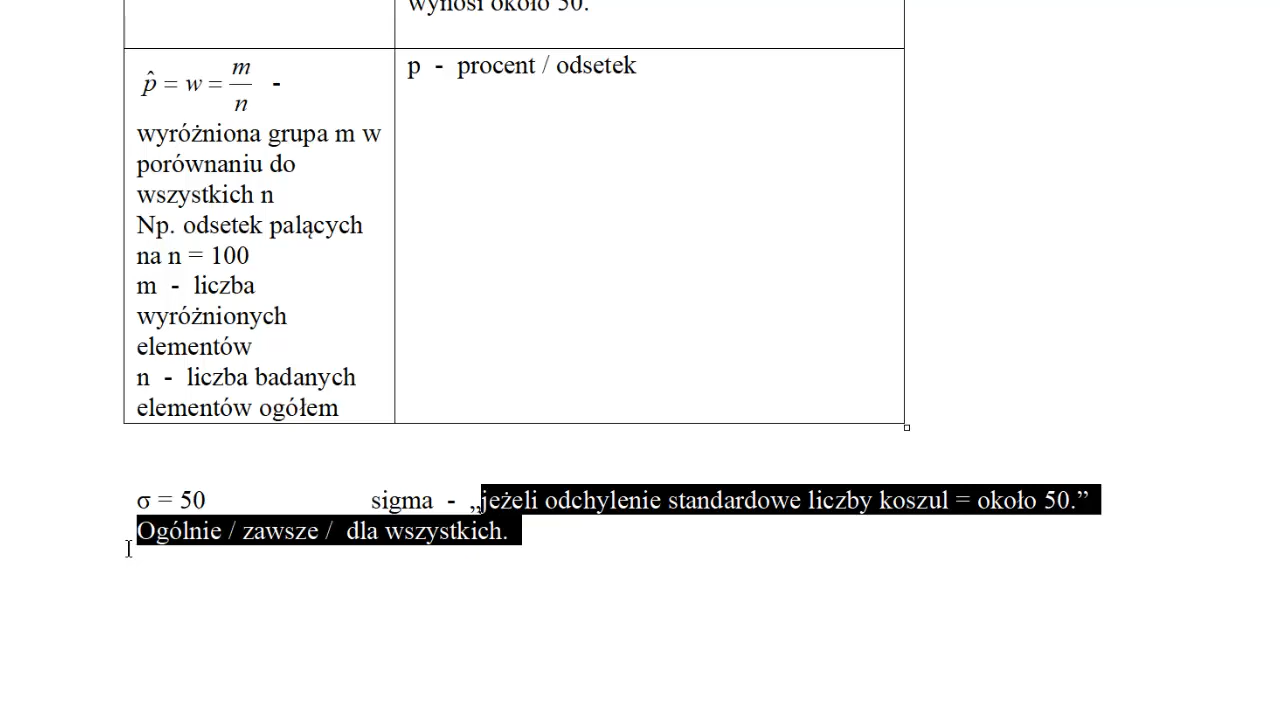 wynosi około 50.
p̂ = w = m/n  -
wyróżniona grupa m w
porównaniu do
wszystkich n
Np. odsetek palących
na n = 100
m  -  liczba
wyróżnionych
elementów
n  -  liczba badanych
elementów ogółem
p  -  procent / odsetek
σ = 50 sigma  -  „jeżeli odchylenie standardowe liczby koszul = około 50.”
Ogólnie / zawsze /  dla wszystkich.